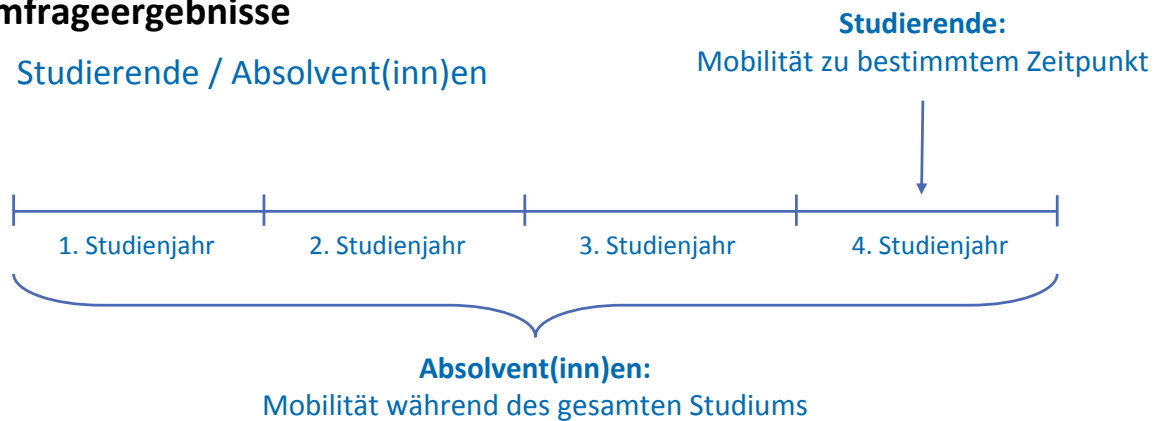 mfrageergebnisse
Studierende / Absolvent(inn)en
Studierende:
Mobilität zu bestimmtem Zeitpunkt
1. Studienjahr
2. Studienjahr
3. Studienjahr
4. Studienjahr
Absolvent(inn)en:
Mobilität während des gesamten Studiums